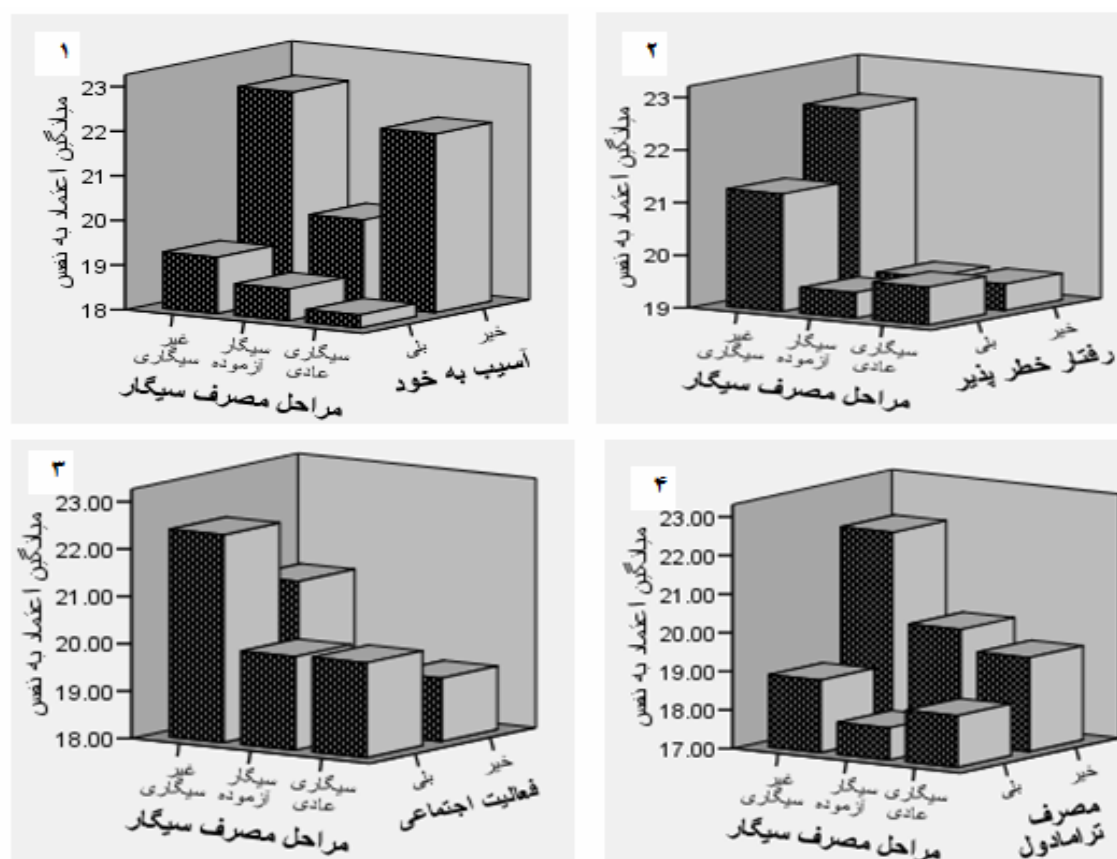 ۱
میانگین اعتماد به نفس
23
22
21
20
19
18
غیر
سیگاری
سیگار
آزموده
سیگاری
عادی
مراحل مصرف سیگار
بلی
خیر
آسیب به خود
۲
میانگین اعتماد به نفس
23
22
21
20
19
غیر
سیگاری
سیگار
آزموده
سیگاری
عادی
مراحل مصرف سیگار
بلی
خیر
رفتار خطر پذیر
۳
میانگین اعتماد به نفس
23.00
22.00
21.00
20.00
19.00
18.00
غیر
سیگاری
سیگار
آزموده
سیگاری
عادی
مراحل مصرف سیگار
بلی
خیر
فعالیت اجتماعی
۴
میانگین اعتماد به نفس
23.00
22.00
21.00
20.00
19.00
18.00
17.00
غیر
سیگاری
سیگار
آزموده
سیگاری
عادی
مراحل مصرف سیگار
بلی
خیر
مصرف
ترامادول